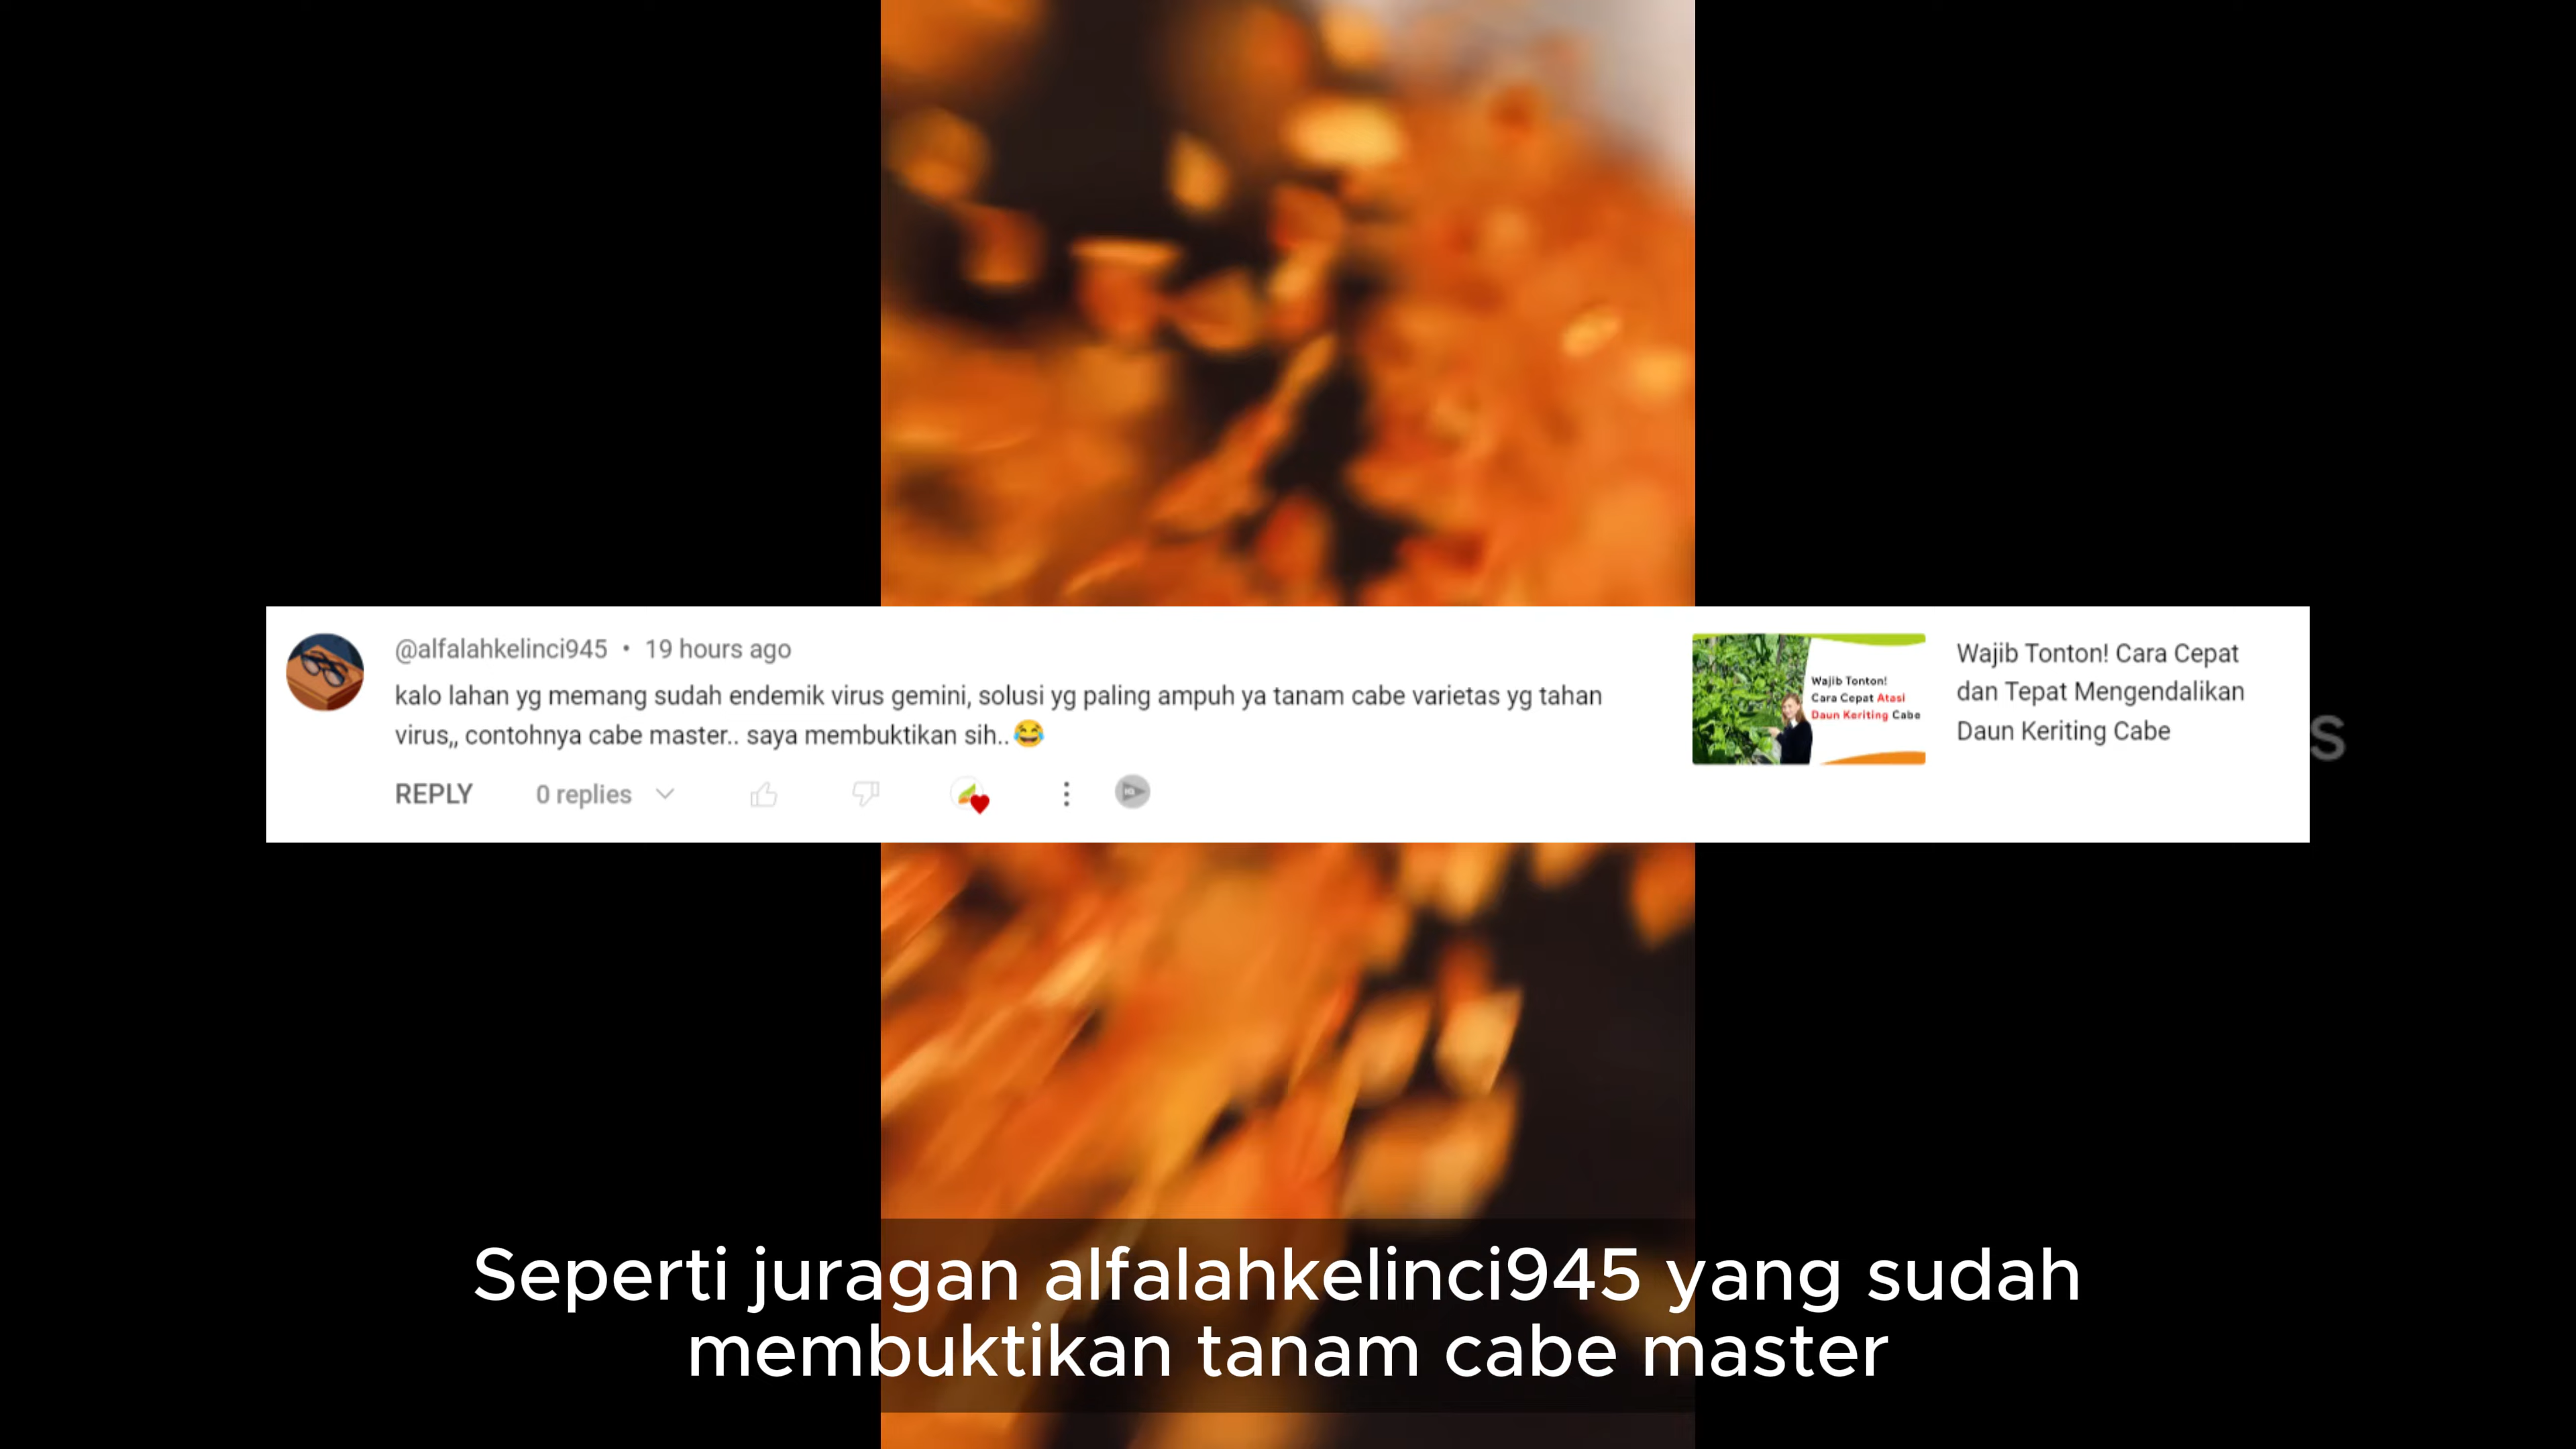 @alfalahkelinci945 • 19 hours ago
kalo lahan yg memang sudah endemik virus gemini, solusi yg paling ampuh ya tanam cabe varietas yg tahan
virus,, contohnya cabe master.. saya membuktikan sih..😂
REPLY 0 replies
Wajib Tonton!
Cara Cepat Atasi
Daun Keriting Cabe
Wajib Tonton! Cara Cepat
dan Tepat Mengendalikan
Daun Keriting Cabe
s
Seperti juragan alfalahkelinci945 yang sudah
membuktikan tanam cabe master